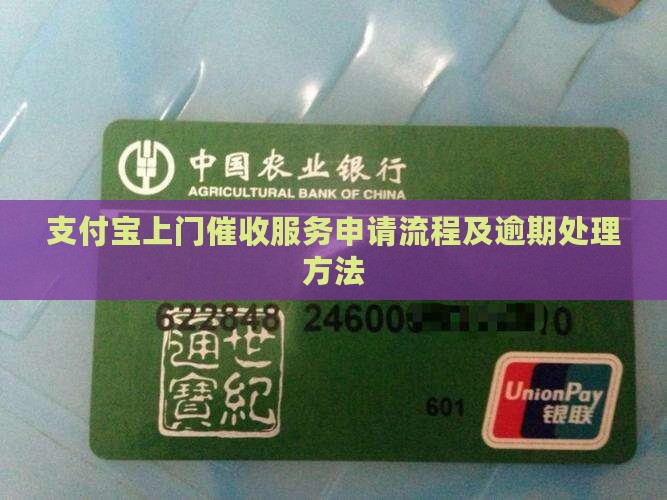 中国农业银行
AGRICULTURAL BANK OF CHINA
支付宝上门催收服务申请流程及逾期处理
方法
622848 24600
0
世紀
通寶
601
UnionPay
银联